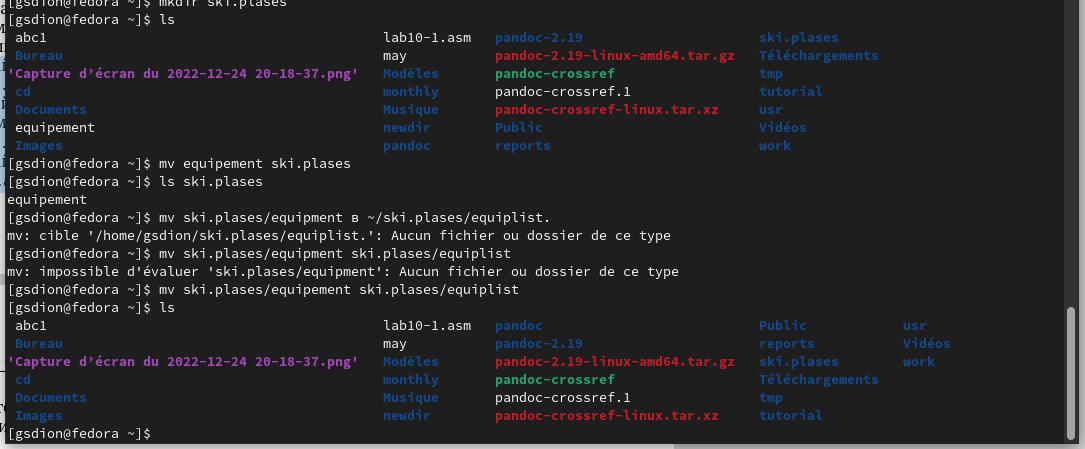 [gsdion@fedora ~]$ mkdir ski.plases
[gsdion@fedora ~]$ ls
abc1 lab10-1.asm pandoc-2.19 ski.plases
Bureau may pandoc-2.19-linux-amd64.tar.gz Téléchargements
'Capture d’écran du 2022-12-24 20-18-37.png' Modèles pandoc-crossref tmp
cd monthly pandoc-crossref.1 tutorial
Documents Musique pandoc-crossref-linux.tar.xz usr
equipement newdir Public Vidéos
Images pandoc reports work
[gsdion@fedora ~]$ mv equipement ski.plases
[gsdion@fedora ~]$ ls ski.plases
equipement
[gsdion@fedora ~]$ mv ski.plases/equipment в ~/ski.plases/equiplist.
mv: cible '/home/gsdion/ski.plases/equiplist.': Aucun fichier ou dossier de ce type
[gsdion@fedora ~]$ mv ski.plases/equipment ski.plases/equiplist
mv: impossible d'évaluer 'ski.plases/equipment': Aucun fichier ou dossier de ce type
[gsdion@fedora ~]$ mv ski.plases/equipement ski.plases/equiplist
[gsdion@fedora ~]$ ls
abc1 lab10-1.asm pandoc Public usr
Bureau may pandoc-2.19 reports Vidéos
'Capture d’écran du 2022-12-24 20-18-37.png' Modèles pandoc-2.19-linux-amd64.tar.gz ski.plases work
cd monthly pandoc-crossref Téléchargements
Documents Musique pandoc-crossref.1 tmp
Images newdir pandoc-crossref-linux.tar.xz tutorial
[gsdion@fedora ~]$